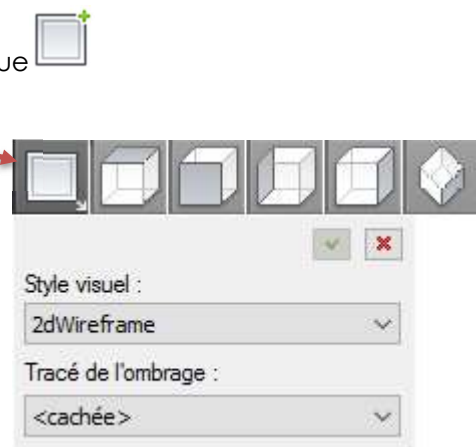 ue
Style visuel :
2dWireframe
Tracé de l'ombrage :
<cachée>